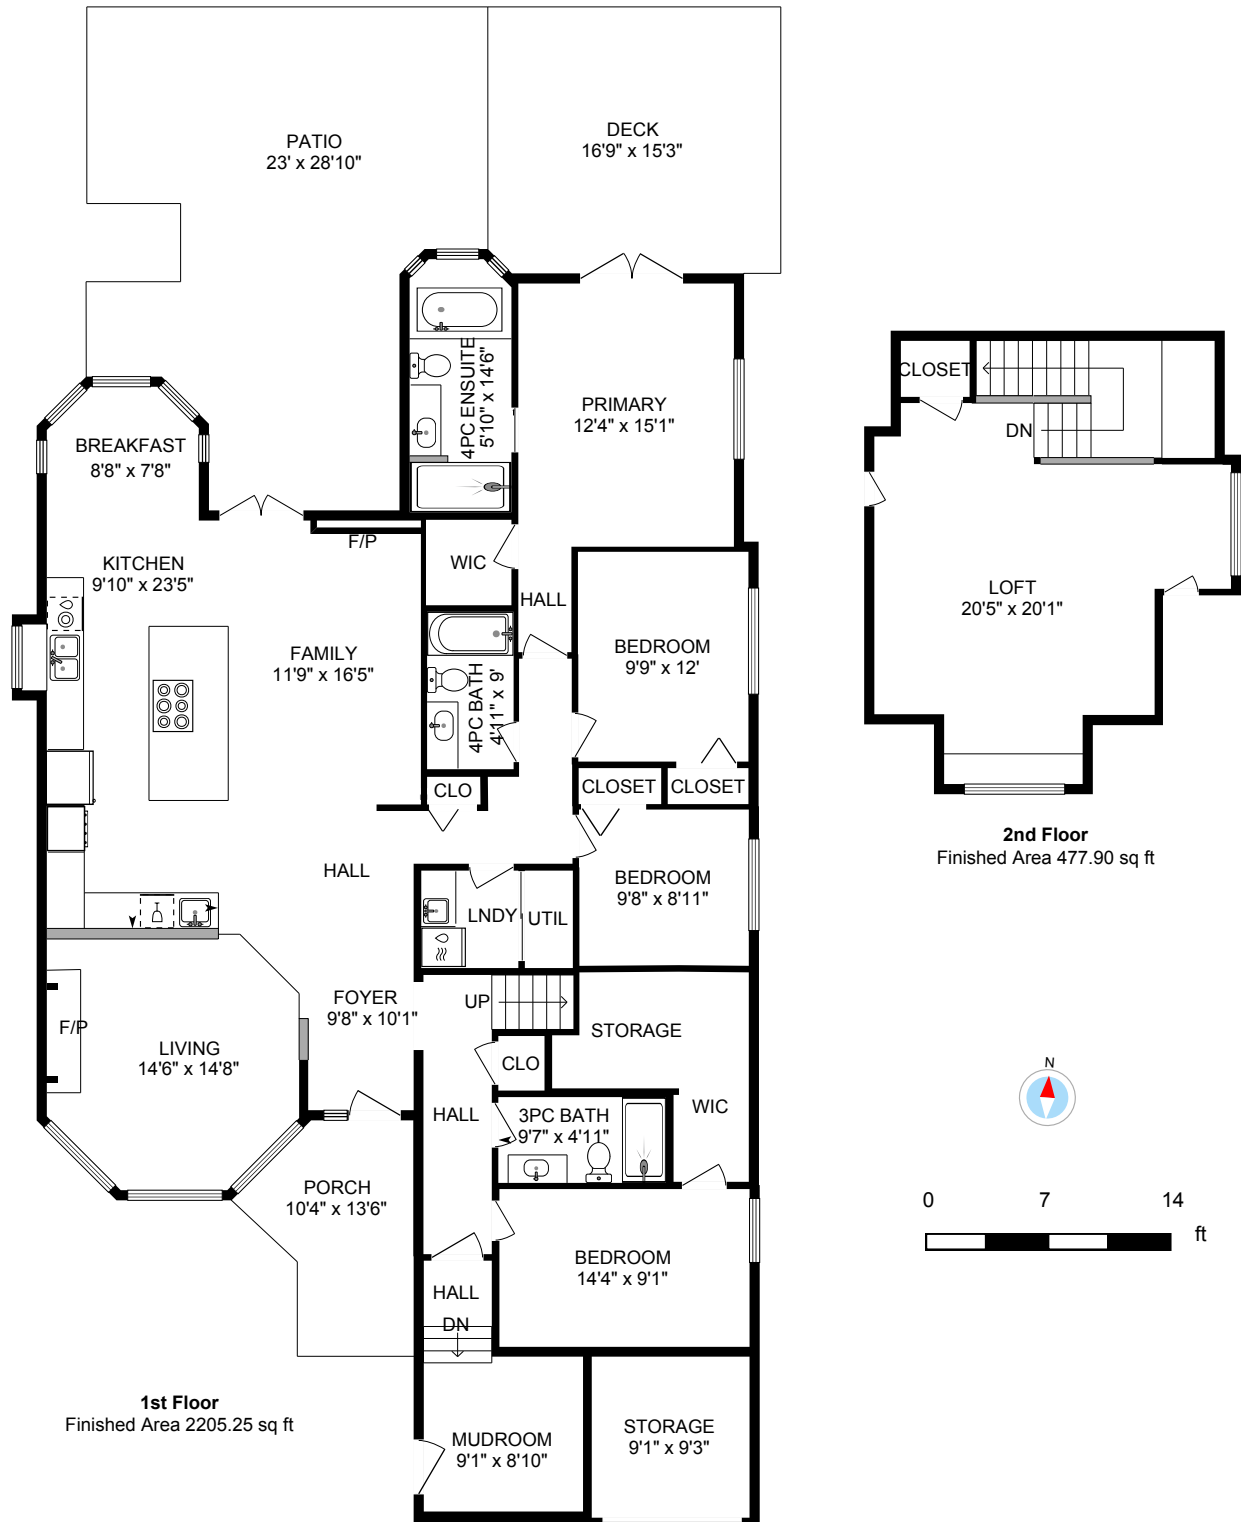 PATIO
23' x 28'10"
DECK
16'9" x 15'3"
4PC ENSUITE
5'10" x 14'6"
PRIMARY
12'4" x 15'1"
BREAKFAST
8'8" x 7'8"
F/P
KITCHEN
9'10" x 23'5"
WIC
HALL
FAMILY
11'9" x 16'5"
BEDROOM
9'9" x 12'
4PC BATH
4'11" x 9'
CLO
CLOSET
CLOSET
HALL
BEDROOM
9'8" x 8'11"
LNDY
UTIL
FOYER
9'8" x 10'1"
UP
STORAGE
F/P
LIVING
14'6" x 14'8"
CLO
HALL
3PC BATH
9'7" x 4'11"
WIC
PORCH
10'4" x 13'6"
BEDROOM
14'4" x 9'1"
HALL
DN
MUDROOM
9'1" x 8'10"
STORAGE
9'1" x 9'3"
1st Floor
Finished Area 2205.25 sq ft
CLOSET
DN
LOFT
20'5" x 20'1"
2nd Floor
Finished Area 477.90 sq ft
N
0 7 14
ft